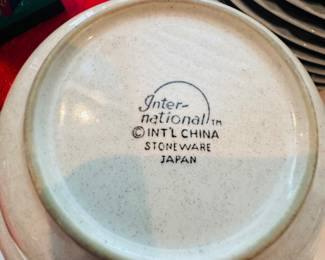 Inter-
national TM
© INT'L CHINA
STONEWARE
JAPAN